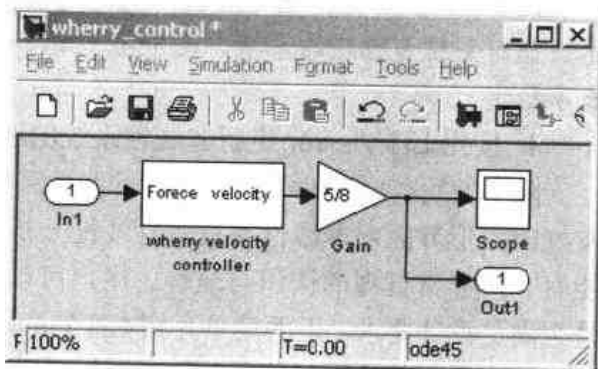 wherry_control *
File Edit View Simulation Format Tools Help
1
In1
Forece velocity
wherry velocity
controller
5/8
Gain
Scope
1
Out1
F 100%
T=0.00
ode45